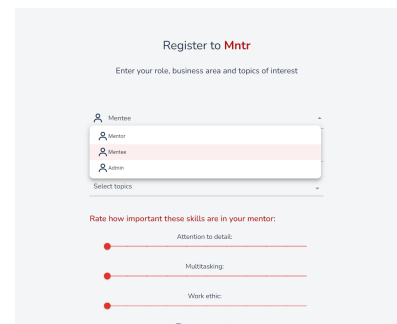 Register to Mntr
Enter your role, business area and topics of interest
Mentee
Mentor
Mentee
Admin
Select topics
Rate how important these skills are in your mentor:
Attention to detail:
Multitasking:
Work ethic: